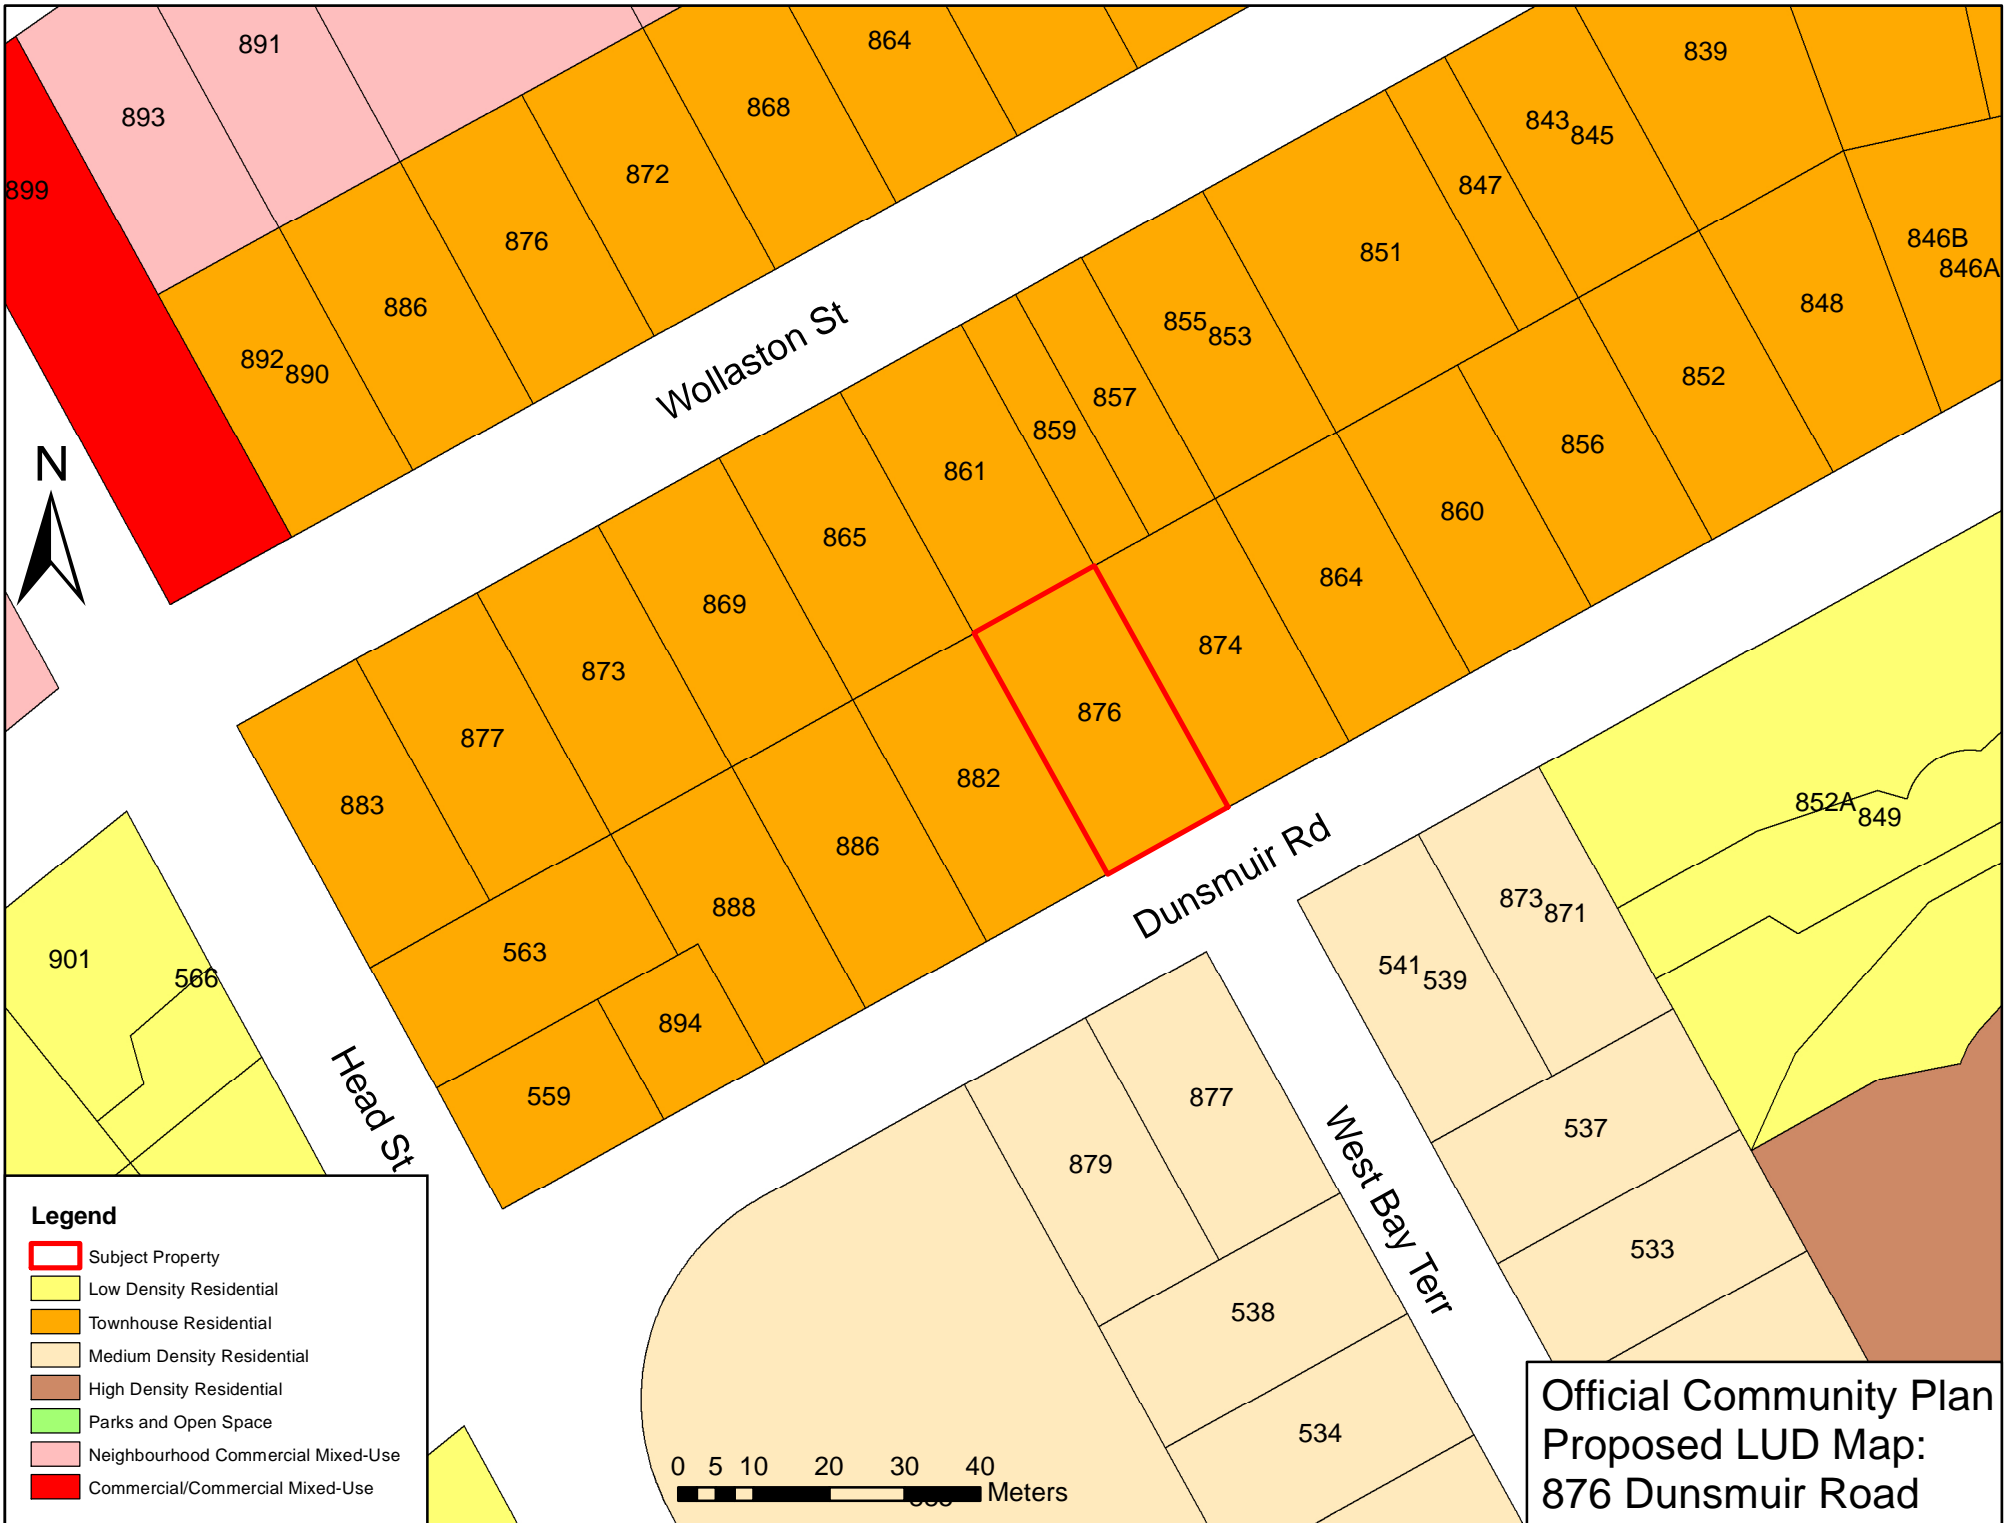 891
864
839
893
868
843
845
872
847
899
876
851
846B
846A
886
855
853
848
892
890
857
852
Wollaston St
859
856
N
861
860
865
864
869
874
873
876
877
882
883
886
852A
849
Dunsmuir Rd
888
873
871
563
541
539
901
566
894
559
877
537
Head St
879
West Bay Terr
533
538
534
Legend
Subject Property
Low Density Residential
Townhouse Residential
Medium Density Residential
High Density Residential
Parks and Open Space
Neighbourhood Commercial Mixed-Use
Commercial/Commercial Mixed-Use
0 5 10 20 30 40
Meters
Official Community Plan
Proposed LUD Map:
876 Dunsmuir Road